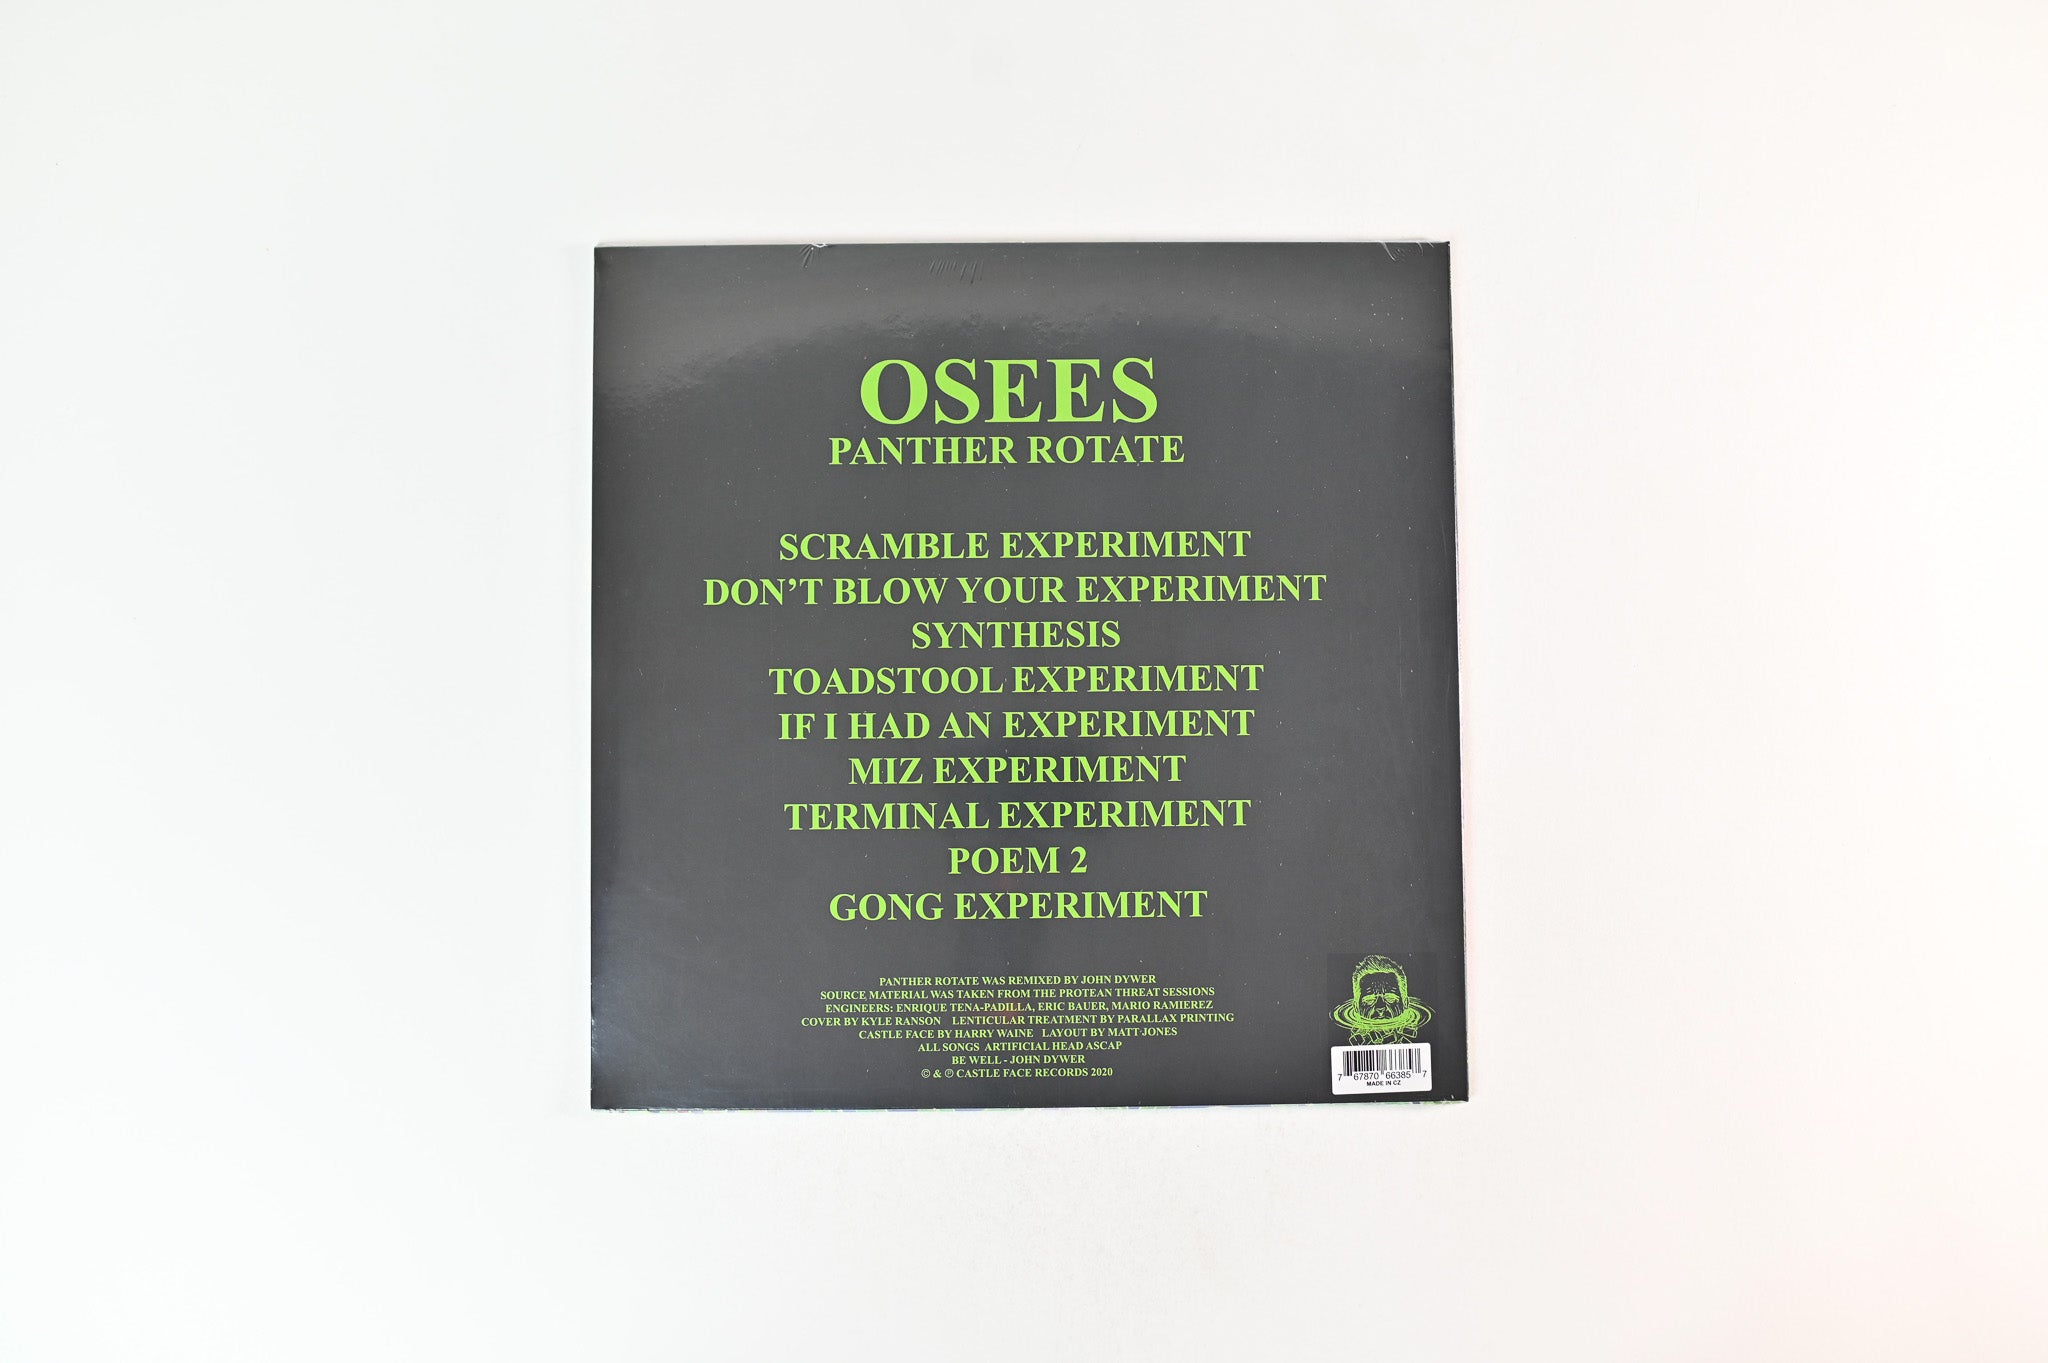 OSEES
PANTHER ROTATE
SCRAMBLE EXPERIMENT
DON'T BLOW YOUR EXPERIMENT
SYNTHESIS
TOADSTOOL EXPERIMENT
IF I HAD AN EXPERIMENT
MIZ EXPERIMENT
TERMINAL EXPERIMENT
POEM 2
GONG EXPERIMENT
PANTHER ROTATE WAS REMIXED BY JOHN DYWER
SOURCE MATERIAL WAS TAKEN FROM THE PROTEAN THREAT SESSIONS
ENGINEERS: ENRIQUE TENA-PADILLA, ERIC BAUER, MARIO RAMIEREZ
COVER BY KYLE RANSON LENTICULAR TREATMENT BY PARALLAX PRINTING
CASTLE FACE BY HARRY WAINE LAYOUT BY MATT JONES
ALL SONGS ARTIFICIAL HEAD ASCAP
BE WELL - JOHN DYWER
© & ℗ CASTLE FACE RECORDS 2020
7 67870 66385 7
MADE IN CZ